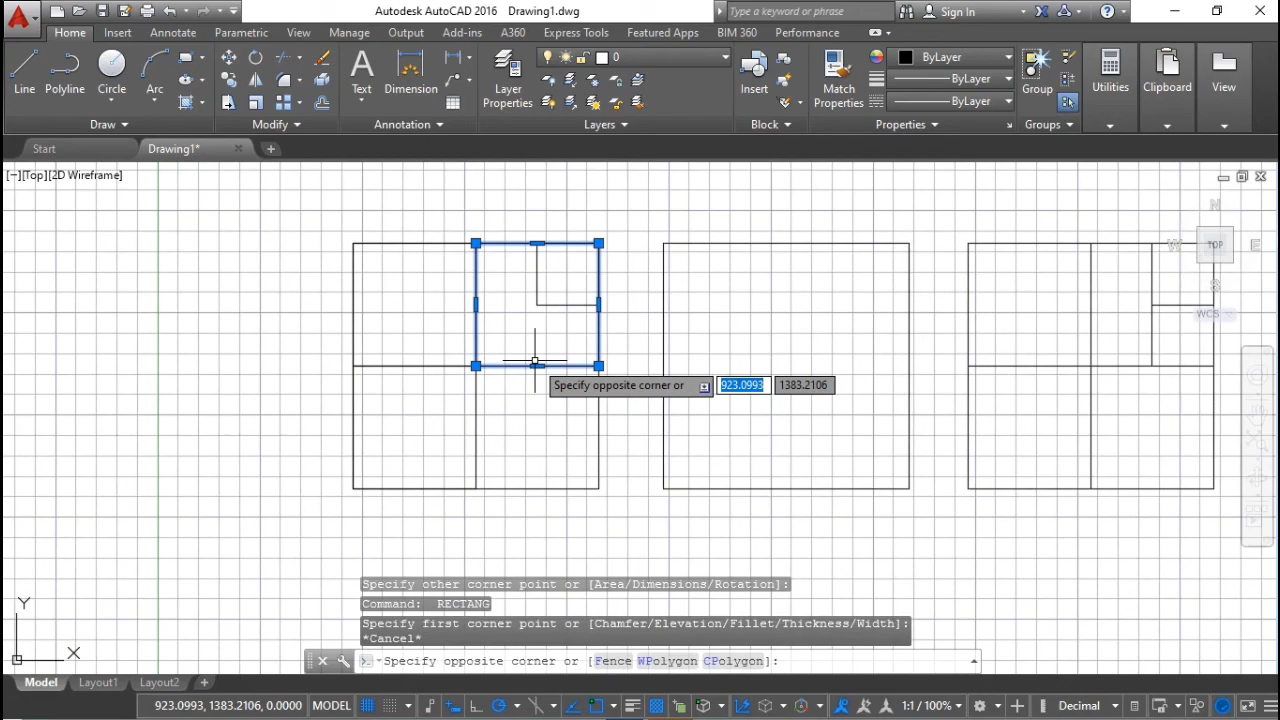 Autodesk AutoCAD 2016 Drawing1.dwg
Type a keyword or phrase
Sign In
Home Insert Annotate Parametric View Manage Output Add-ins A360 Express Tools Featured Apps BIM 360 Performance
0
ByLayer
ByLayer
ByLayer
Line Polyline Circle Arc
Text Dimension
Layer Properties
Insert
Match Properties
Group
Utilities
Clipboard
View
Draw Modify Annotation Layers Block Properties Groups
Start Drawing1*
[−][Top][2D Wireframe]
N
W TOP E
S
WCS
Specify opposite corner or 923.0993 1383.2106
Specify other corner point or [Area/Dimensions/Rotation]:
Command: RECTANG
Specify first corner point or [Chamfer/Elevation/Fillet/Thickness/Width]:
*Cancel*
Specify opposite corner or [Fence WPolygon CPolygon]:
Y
X
Model Layout1 Layout2
923.0993, 1383.2106, 0.0000 MODEL 1:1 / 100% Decimal